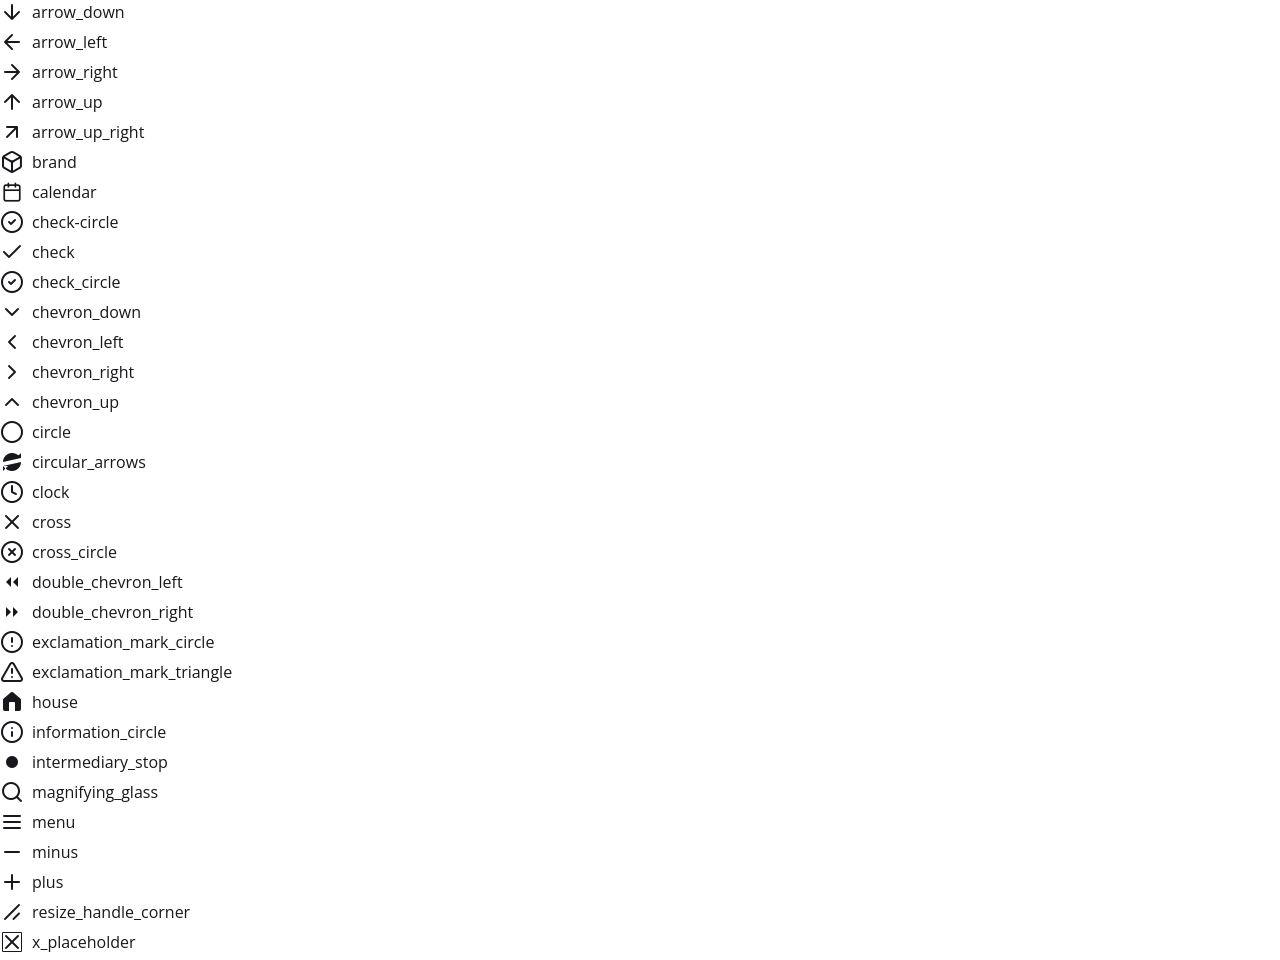 arrow_down
arrow_left
arrow_right
arrow_up
arrow_up_right
brand
calendar
check-circle
check
check_circle
chevron_down
chevron_left
chevron_right
chevron_up
circle
circular_arrows
clock
cross
cross_circle
double_chevron_left
double_chevron_right
exclamation_mark_circle
exclamation_mark_triangle
house
information_circle
intermediary_stop
magnifying_glass
menu
minus
plus
resize_handle_corner
x_placeholder